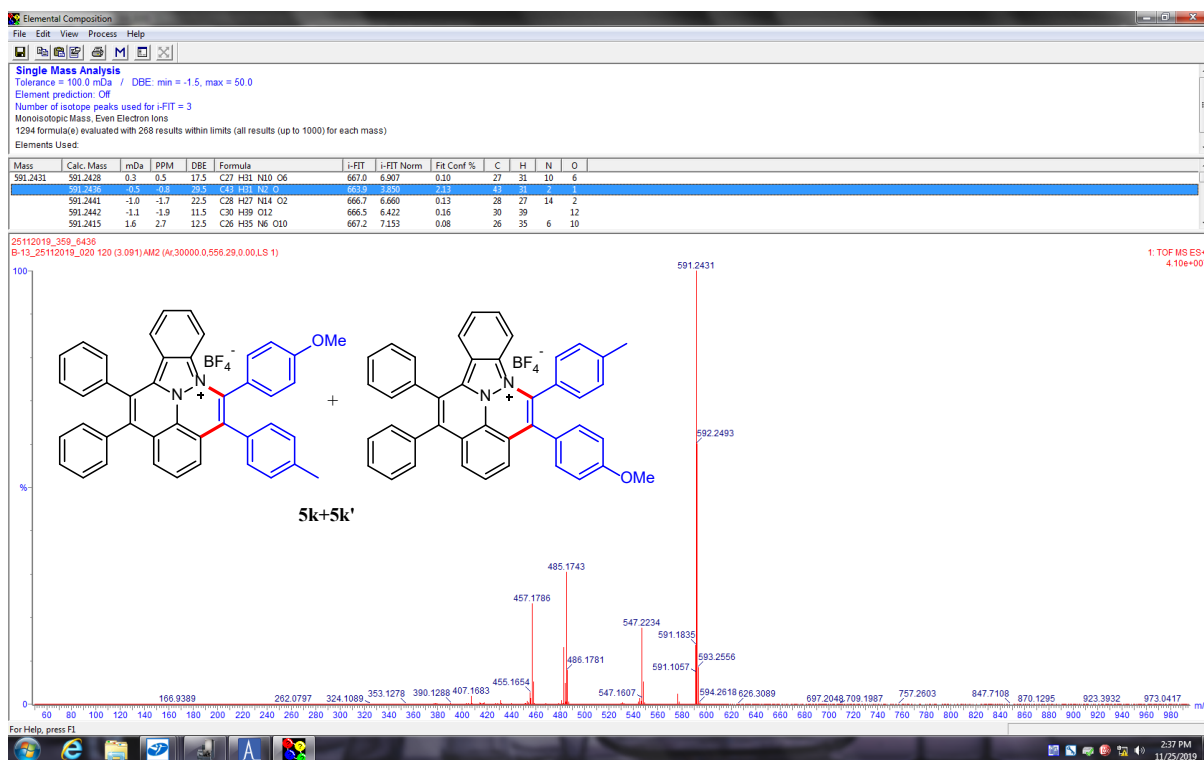 Elemental Composition
File Edit View Process Help
Single Mass Analysis
Tolerance = 100.0 mDa / DBE: min = -1.5, max = 50.0
Element prediction: Off
Number of isotope peaks used for i-FIT = 3
Monoisotopic Mass, Even Electron Ions
1294 formula(e) evaluated with 268 results within limits (all results (up to 1000) for each mass)
Elements Used:
Mass Calc. Mass mDa PPM DBE Formula i-FIT i-FIT Norm Fit Conf % C H N O
591.2431 591.2428 0.3 0.5 17.5 C27 H31 N10 O6 667.0 6.907 0.10 27 31 10 6
591.2436 -0.5 -0.8 29.5 C43 H31 N2 O 663.9 3.850 2.13 43 31 2 1
591.2441 -1.0 -1.7 22.5 C28 H27 N14 O2 666.7 6.660 0.13 28 27 14 2
591.2442 -1.1 -1.9 11.5 C30 H39 O12 666.5 6.422 0.16 30 39 12
591.2415 1.6 2.7 12.5 C26 H35 N6 O10 667.2 7.153 0.08 26 35 6 10
25112019_359_6436
B-13_25112019_020 120 (3.091) AM2 (Ar,30000.0,556.29,0.00,LS 1)
1: TOF MS ES+
4.10e+00
100
591.2431
OMe
BF4-
N
N
+
+
BF4-
N
N
+
OMe
5k+5k'
592.2493
%
485.1743
457.1786
547.2234
591.1835
593.2556
486.1781
591.1057
455.1654
547.1607
594.2618
626.3089
166.9389
262.0797
324.1089
353.1278
390.1288
407.1683
697.2048
709.1987
757.2603
847.7108
870.1295
923.3932
973.0417
0
m/
60 80 100 120 140 160 180 200 220 240 260 280 300 320 340 360 380 400 420 440 460 480 500 520 540 560 580 600 620 640 660 680 700 720 740 760 780 800 820 840 860 880 900 920 940 960 980
For Help, press F1
2:37 PM
11/25/2019